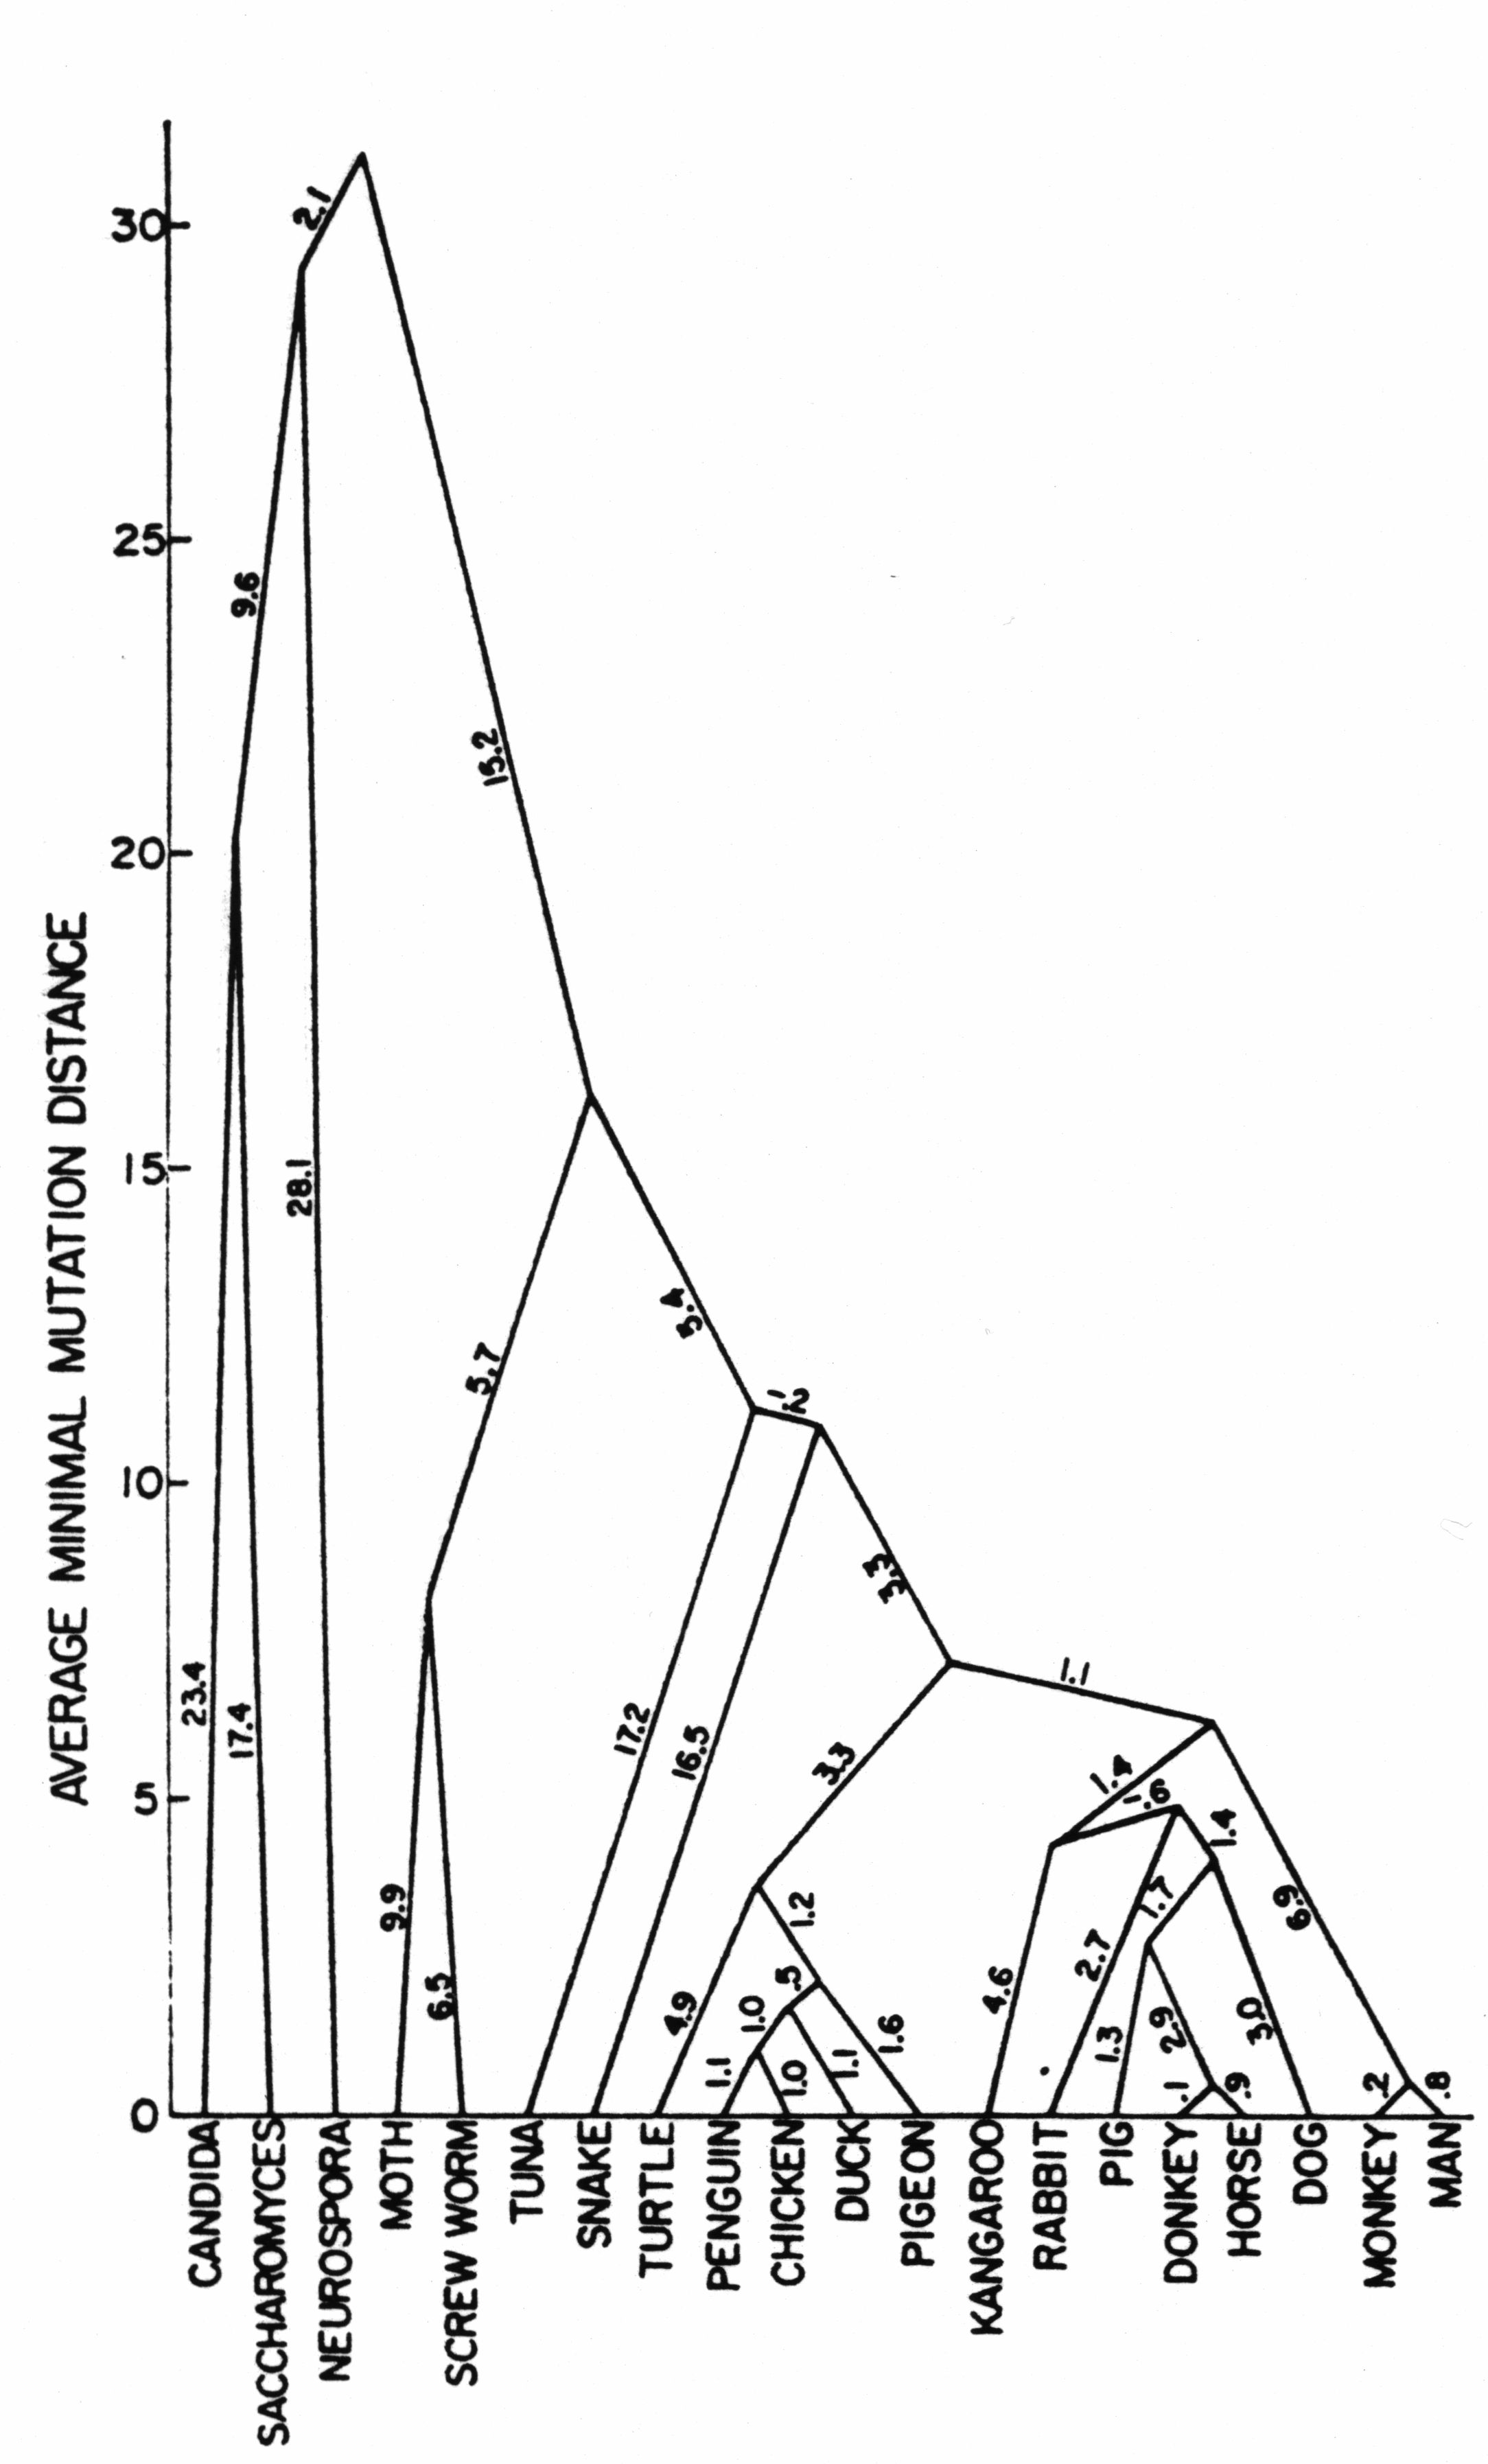 AVERAGE MINIMAL MUTATION DISTANCE
30
25
20
15
10
5
0
2.1
9.6
15.2
28.1
5.4
5.7
1.2
3.3
1.1
23.4
17.4
17.2
16.5
3.3
1.4
-.6
1.4
9.9
6.5
4.9
1.2
.5
1.0
1.1
1.0
1.1
1.6
4.6
2.7
1.7
1.3
2.9
.1
.9
3.0
6.9
.2
.8
CANDIDA
SACCHAROMYCES
NEUROSPORA
MOTH
SCREW WORM
TUNA
SNAKE
TURTLE
PENGUIN
CHICKEN
DUCK
PIGEON
KANGAROO
RABBIT
PIG
DONKEY
HORSE
DOG
MONKEY
MAN